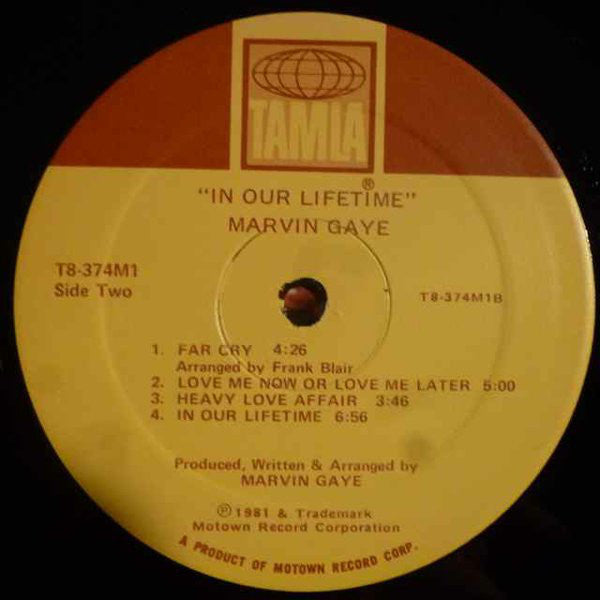 TAMLA®
"IN OUR LIFETIME"
MARVIN GAYE
T8-374M1
Side Two
T8-374M1B
1. FAR CRY 4:26
Arranged by Frank Blair
2. LOVE ME NOW OR LOVE ME LATER 5:00
3. HEAVY LOVE AFFAIR 3:46
4. IN OUR LIFETIME 6:56
Produced, Written & Arranged by
MARVIN GAYE
℗1981 & Trademark
Motown Record Corporation
A PRODUCT OF MOTOWN RECORD CORP.